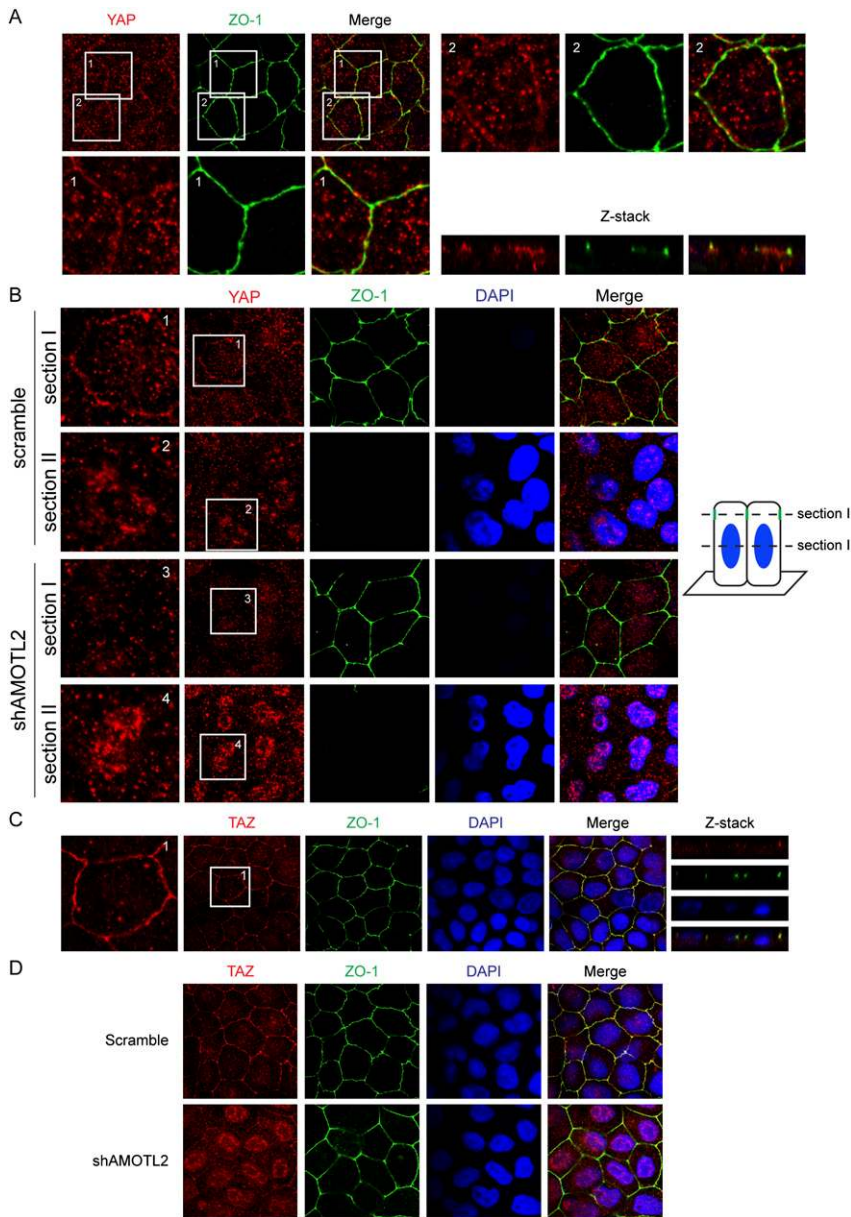 A
YAP ZO-1 Merge
1 1 1 2 2 2
2 2 2
1 1 1
Z-stack
B
YAP ZO-1 DAPI Merge
scramble
section I
1 1
section II
2 2
section I
section I
shAMOTL2
section I
3 3
section II
4 4
C
TAZ ZO-1 DAPI Merge Z-stack
1 1
D
TAZ ZO-1 DAPI Merge
Scramble
shAMOTL2